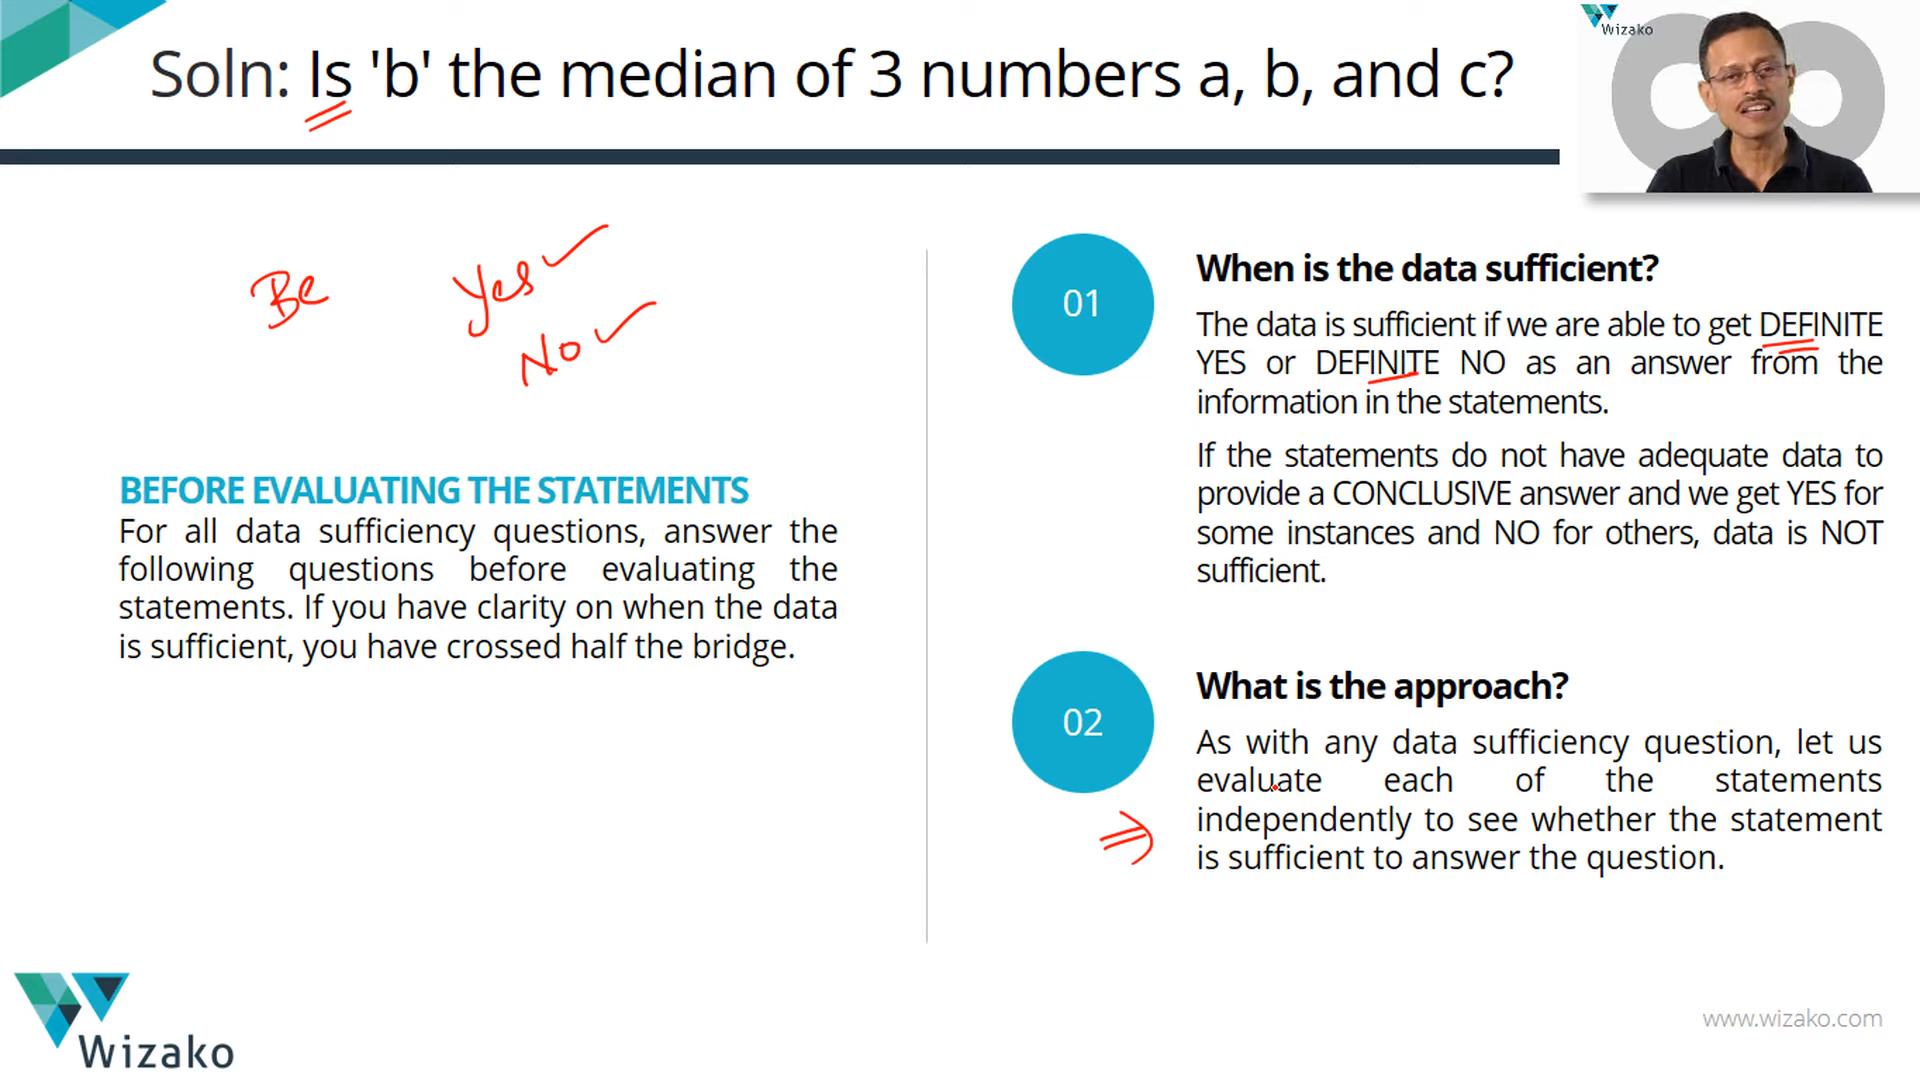 Wizako
Soln: Is 'b' the median of 3 numbers a, b, and c?
Be
Yes
No
BEFORE EVALUATING THE STATEMENTS
For all data sufficiency questions, answer the
following questions before evaluating the
statements. If you have clarity on when the data
is sufficient, you have crossed half the bridge.
01
When is the data sufficient?
The data is sufficient if we are able to get DEFINITE
YES or DEFINITE NO as an answer from the
information in the statements.
If the statements do not have adequate data to
provide a CONCLUSIVE answer and we get YES for
some instances and NO for others, data is NOT
sufficient.
02
What is the approach?
As with any data sufficiency question, let us
evaluate each of the statements
independently to see whether the statement
is sufficient to answer the question.
Wizako
www.wizako.com